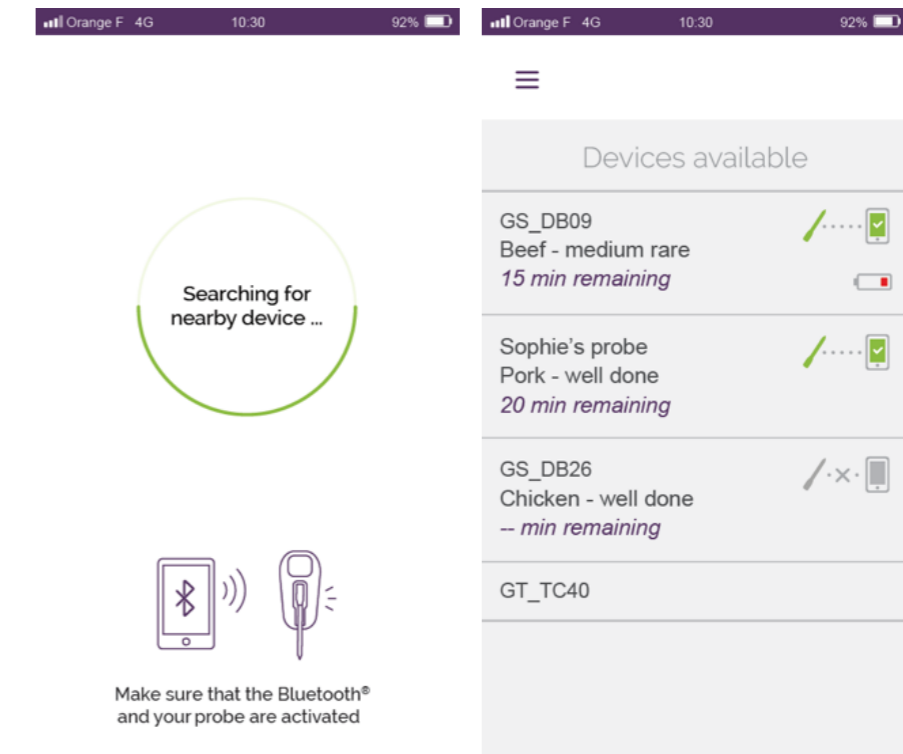 Orange F 4G 10:30 92%
Searching for
nearby device ...
Make sure that the Bluetooth®
and your probe are activated
Orange F 4G 10:30 92%
Devices available
GS_DB09
Beef - medium rare
15 min remaining
Sophie's probe
Pork - well done
20 min remaining
GS_DB26
Chicken - well done
-- min remaining
GT_TC40